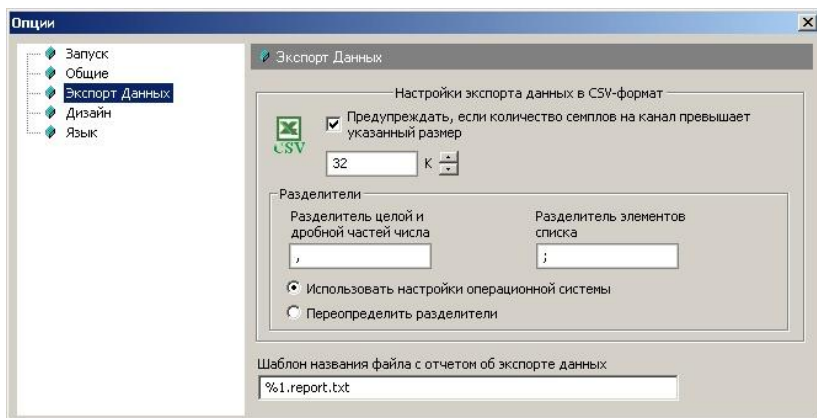 Опции
Запуск
Общие
Экспорт Данных
Дизайн
Язык
Экспорт Данных
Настройки экспорта данных в CSV-формат
CSV
Предупреждать, если количество семплов на канал превышает
указанный размер
32 К
Разделители
Разделитель целой и
дробной частей числа
,
Разделитель элементов
списка
;
Использовать настройки операционной системы
Переопределить разделители
Шаблон названия файла с отчетом об экспорте данных
%1.report.txt